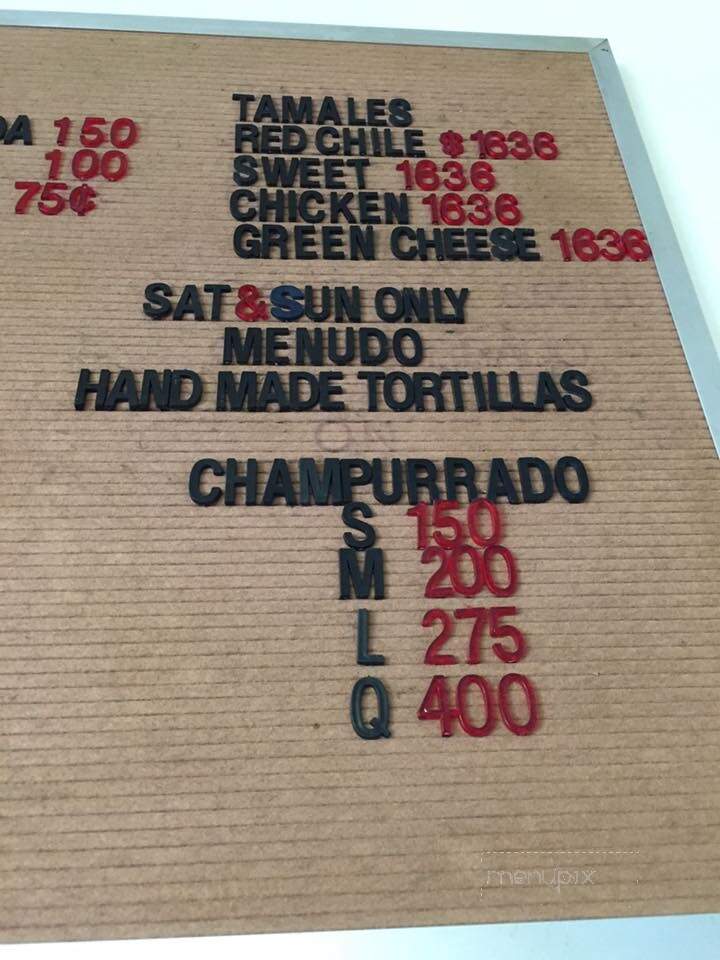 DA 150
100
75¢
TAMALES
RED CHILE $1636
SWEET 1636
CHICKEN 1636
GREEN CHEESE 1636
SAT&SUN ONLY
MENUDO
HAND MADE TORTILLAS
CHAMPURRADO
S 150
M 200
L 275
Q 400
menupix